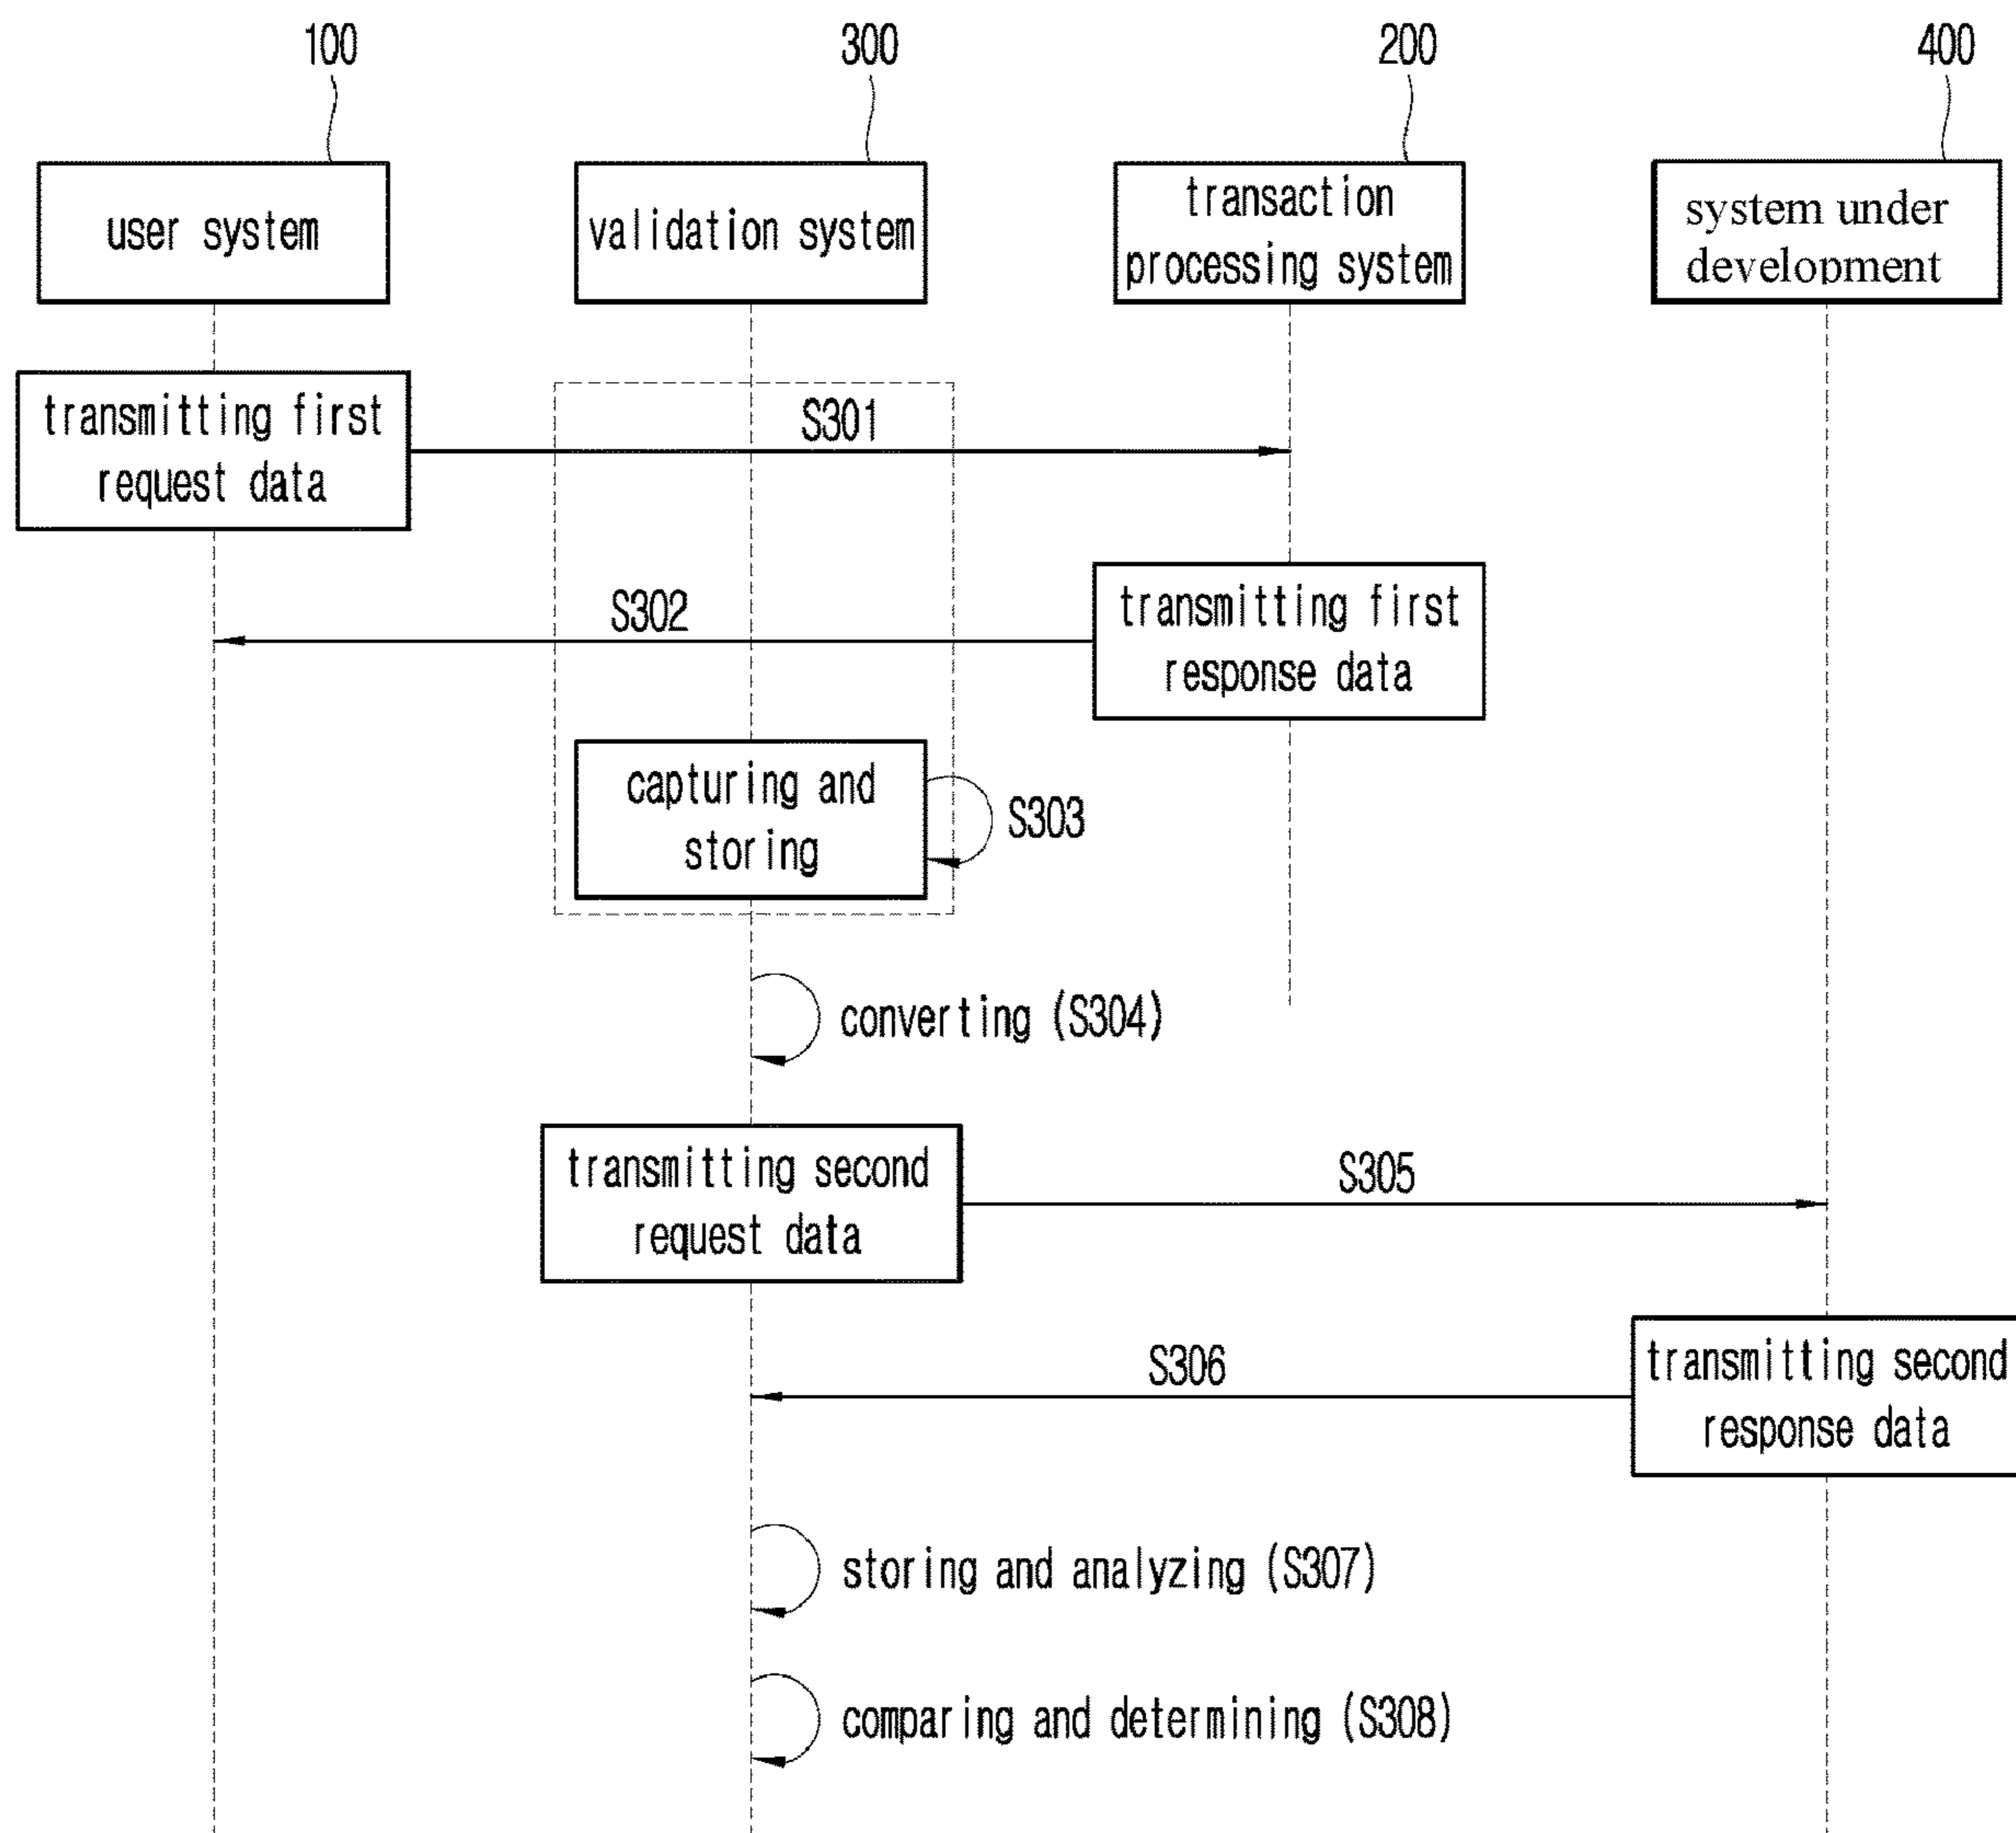 100
300
200
400
user system
validation system
transaction
processing system
system under
development
transmitting first
request data
S301
S302
transmitting first
response data
capturing and
storing
S303
converting (S304)
transmitting second
request data
S305
S306
transmitting second
response data
storing and analyzing (S307)
comparing and determining (S308)